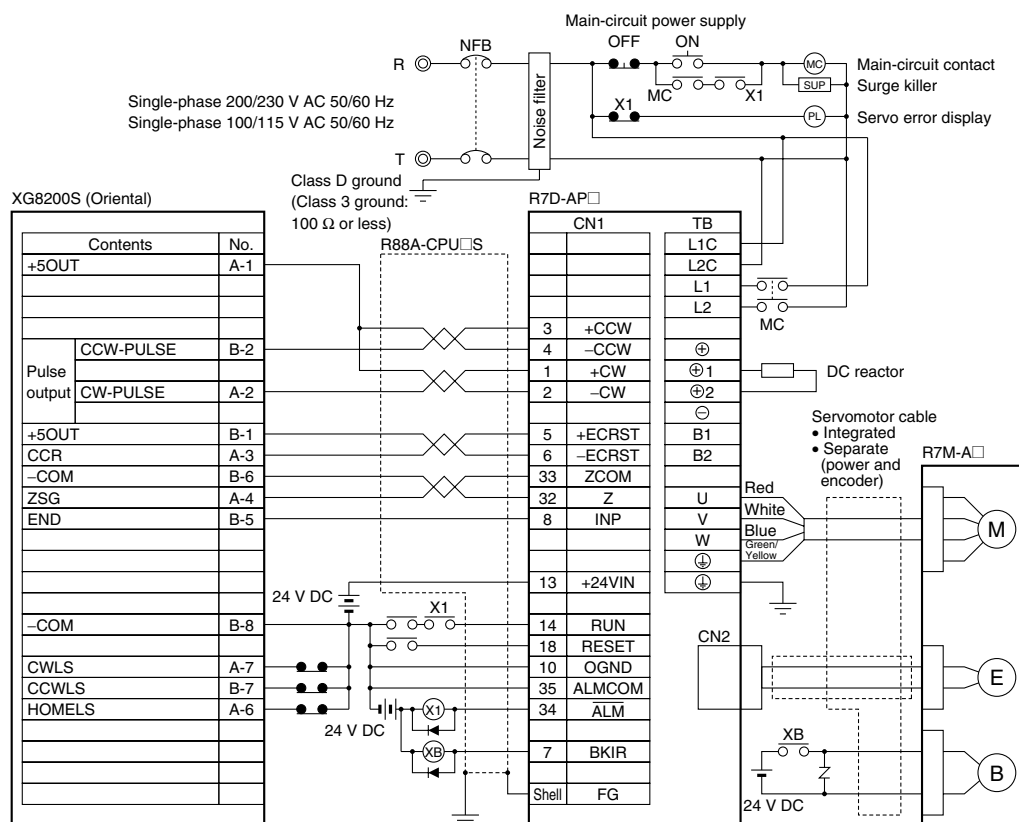 Main-circuit power supply
NFB
OFF
ON
R
MC
Main-circuit contact
MC
X1
SUP
Surge killer
Single-phase 200/230 V AC 50/60 Hz
Single-phase 100/115 V AC 50/60 Hz
Noise filter
X1
PL
Servo error display
T
Class D ground
(Class 3 ground:
100 Ω or less)
XG8200S (Oriental)
R88A-CPU□S
R7D-AP□
Contents No.
+5OUT A-1
Pulse output
CCW-PULSE B-2
CW-PULSE A-2
+5OUT B-1
CCR A-3
−COM B-6
ZSG A-4
END B-5
−COM B-8
CWLS A-7
CCWLS B-7
HOMELS A-6
24 V DC
X1
24 V DC
X1
XB
CN1
3 +CCW
4 −CCW
1 +CW
2 −CW
5 +ECRST
6 −ECRST
33 ZCOM
32 Z
8 INP
13 +24VIN
14 RUN
18 RESET
10 OGND
35 ALMCOM
34 ALM
7 BKIR
Shell FG
TB
L1C
L2C
L1
L2
MC
⊕
⊕1
⊕2
⊖
B1
B2
U
V
W
DC reactor
Red
White
Blue
Green/
Yellow
Servomotor cable
• Integrated
• Separate
(power and
encoder)
R7M-A□
M
CN2
E
XB
24 V DC
B